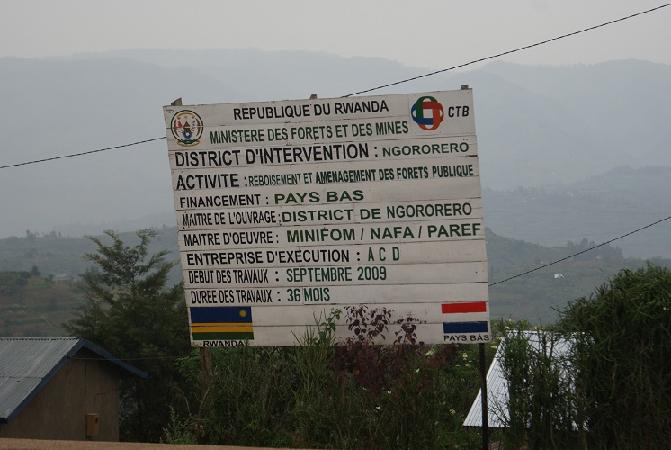 REPUBLIQUE DU RWANDA
CTB
MINISTERE DES FORETS ET DES MINES
DISTRICT D'INTERVENTION : NGORORERO
ACTIVITE : REBOISEMENT ET AMENAGEMENT DES FORETS PUBLIQUE
FINANCEMENT : PAYS BAS
MAITRE DE L'OUVRAGE : DISTRICT DE NGORORERO
MAITRE D'OEUVRE : MINIFOM / NAFA / PAREF
ENTREPRISE D'EXÉCUTION : A C D
DEBUT DES TRAVAUX : SEPTEMBRE 2009
DUREE DES TRAVAUX : 36 MOIS
RWANDA
PAYS BAS